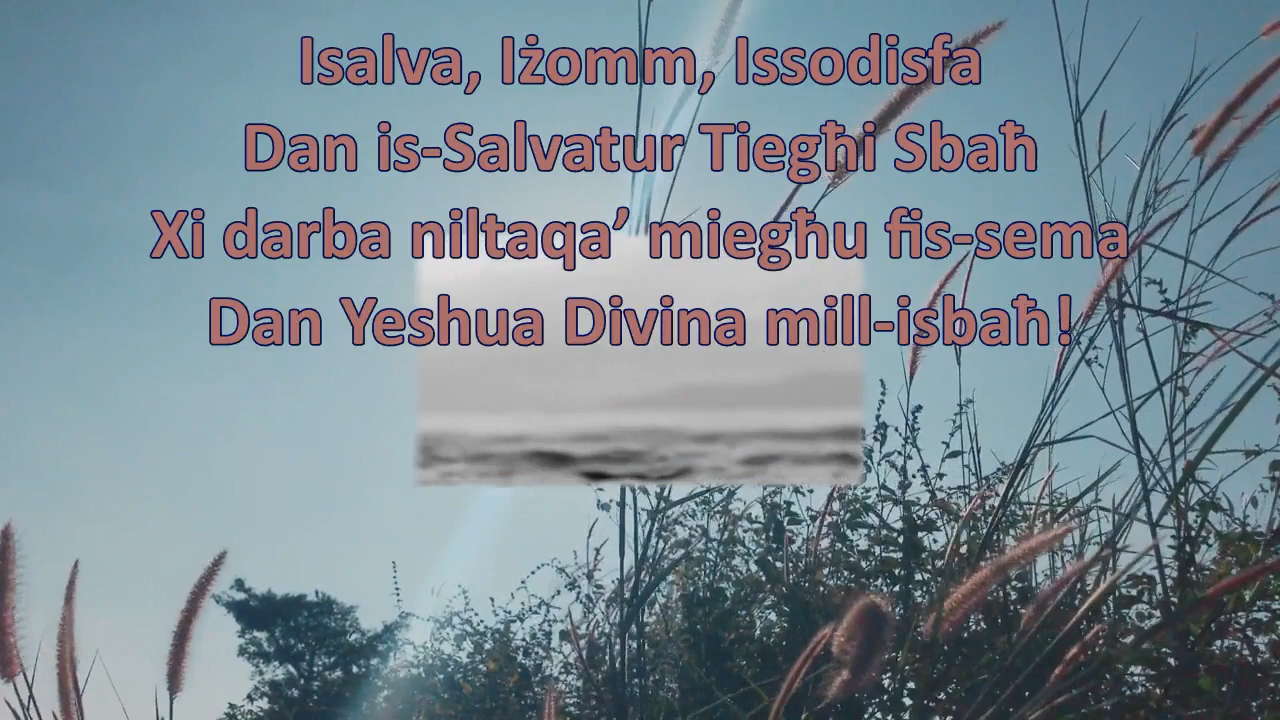 Isalva, Iżomm, Issodisfa
Dan is-Salvatur Tiegħi Sbaħ
Xi darba niltaqa’ miegħu fis-sema
Dan Yeshua Divina mill-isbaħ!